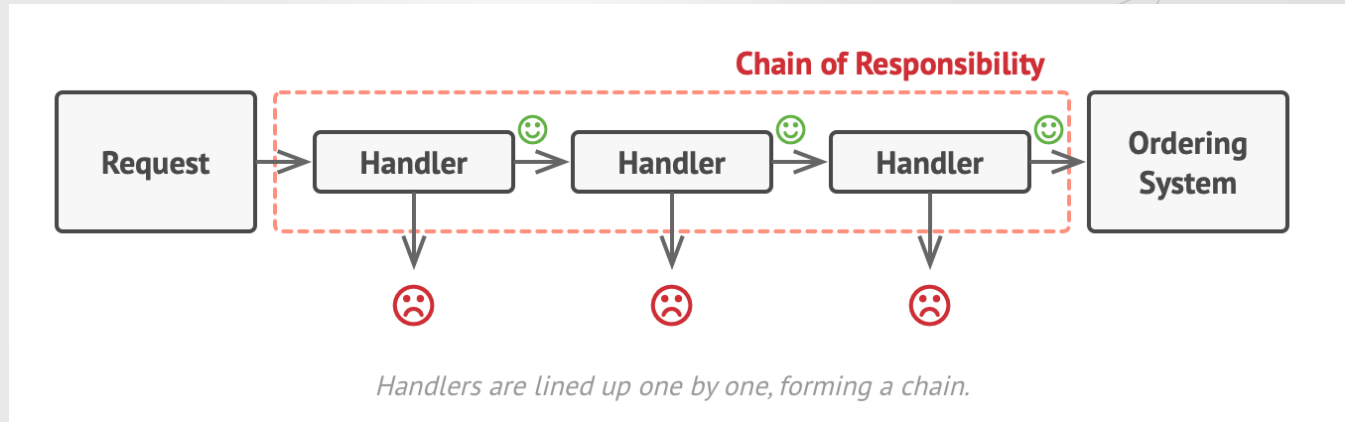 Chain of Responsibility
Request
Handler
Handler
Handler
Ordering
System
Handlers are lined up one by one, forming a chain.